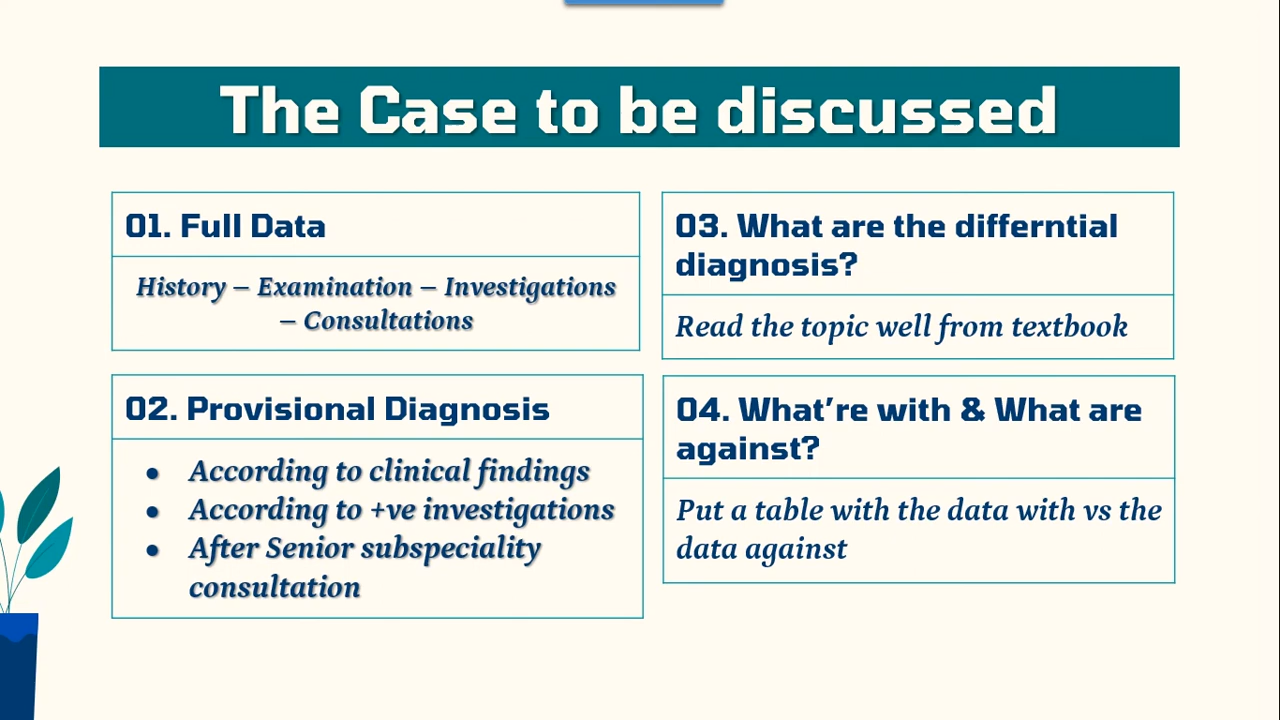 The Case to be discussed
01. Full Data
History – Examination – Investigations
– Consultations
02. Provisional Diagnosis
• According to clinical findings
• According to +ve investigations
• After Senior subspeciality
consultation
03. What are the differntial
diagnosis?
Read the topic well from textbook
04. What’re with & What are
against?
Put a table with the data with vs the
data against